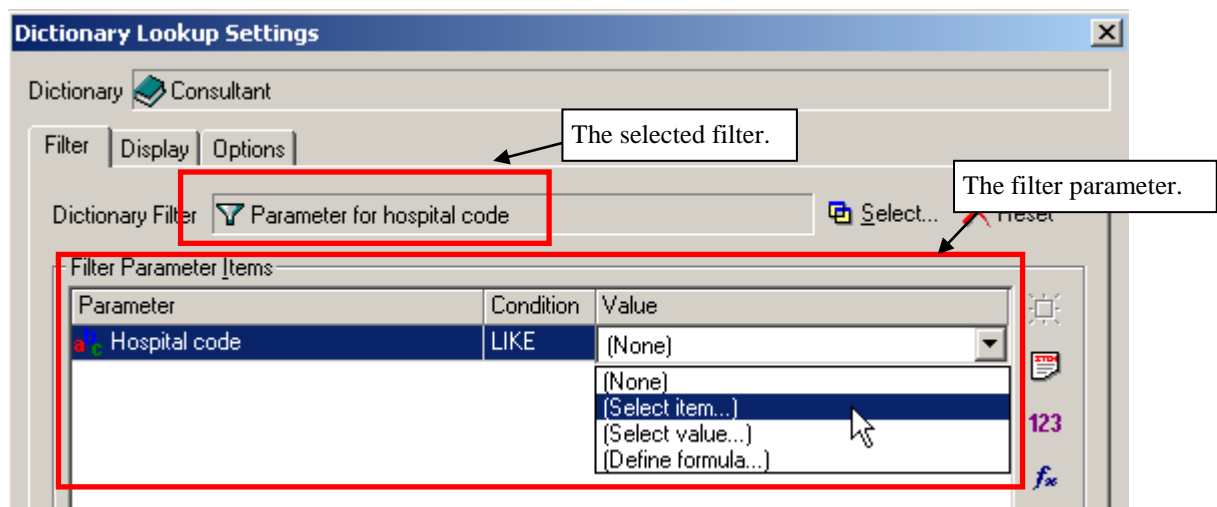 Dictionary Lookup Settings
Dictionary Consultant
The selected filter.
Filter Display Options
The filter parameter.
Dictionary Filter Parameter for hospital code Select... Reset
Filter Parameter Items
Parameter Condition Value
abc Hospital code LIKE (None)
(None)
(Select item...)
(Select value...)
(Define formula...)
123
fx